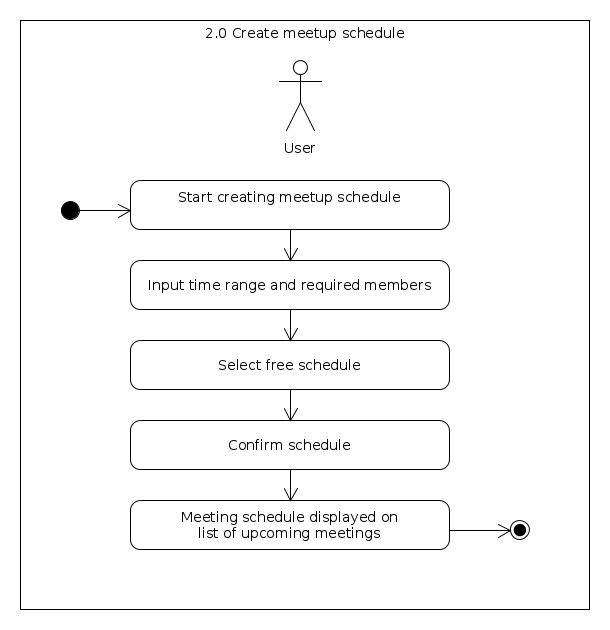 2.0 Create meetup schedule
User
Start creating meetup schedule
Input time range and required members
Select free schedule
Confirm schedule
Meeting schedule displayed on
list of upcoming meetings